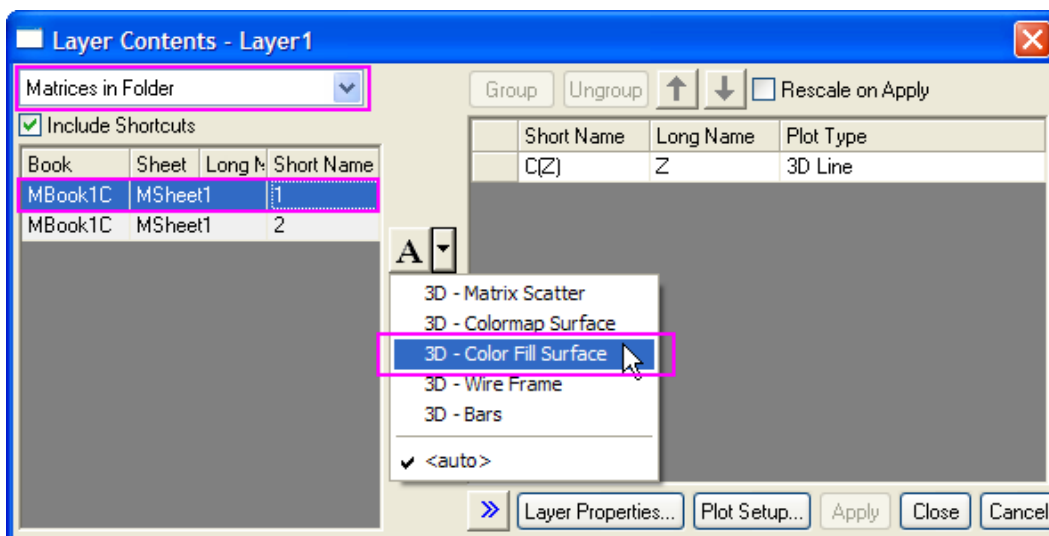 Layer Contents - Layer1
Matrices in Folder
Include Shortcuts
Book Sheet Long N Short Name
MBook1C MSheet1 1
MBook1C MSheet1 2
A
3D - Matrix Scatter
3D - Colormap Surface
3D - Color Fill Surface
3D - Wire Frame
3D - Bars
<auto>
Group Ungroup Rescale on Apply
Short Name Long Name Plot Type
C(Z) Z 3D Line
Layer Properties... Plot Setup... Apply Close Cancel